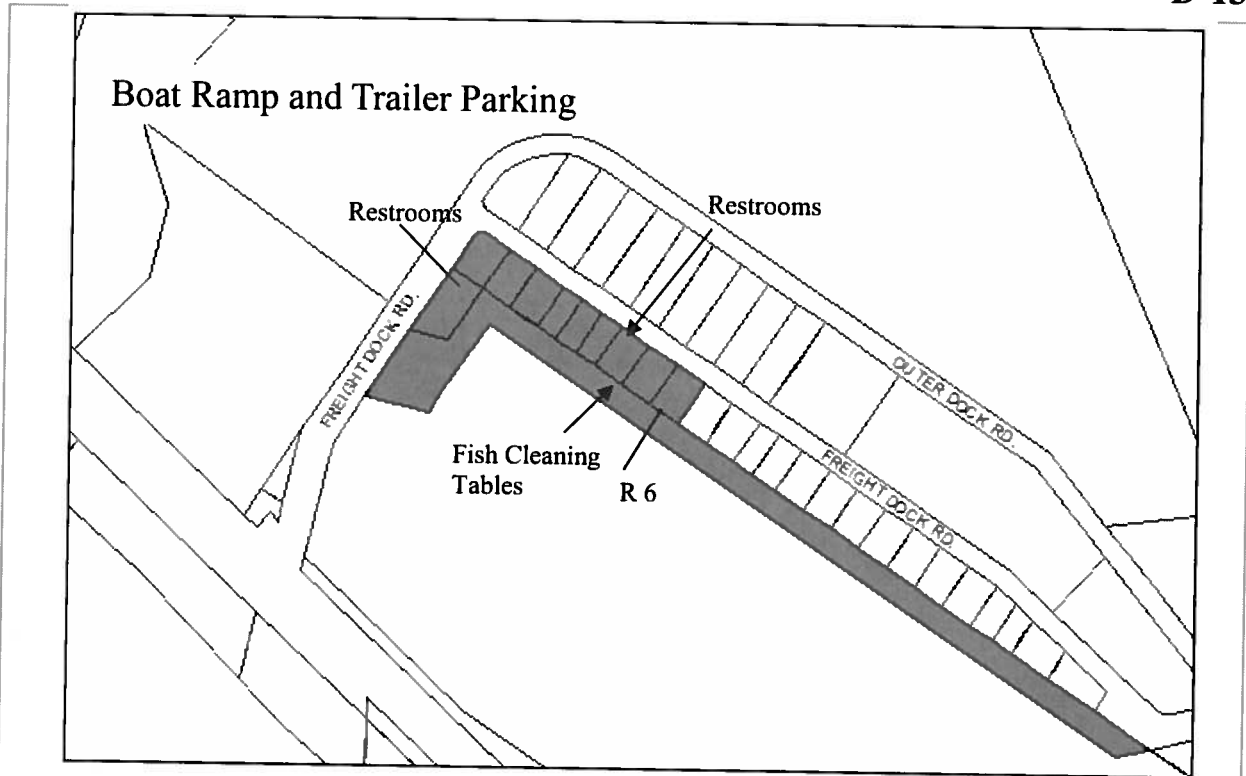 Boat Ramp and Trailer Parking
Restrooms
Restrooms
FREIGHT DOCK RD.
OUTER DOCK RD.
FREIGHT DOCK RD.
Fish Cleaning
Tables
R 6